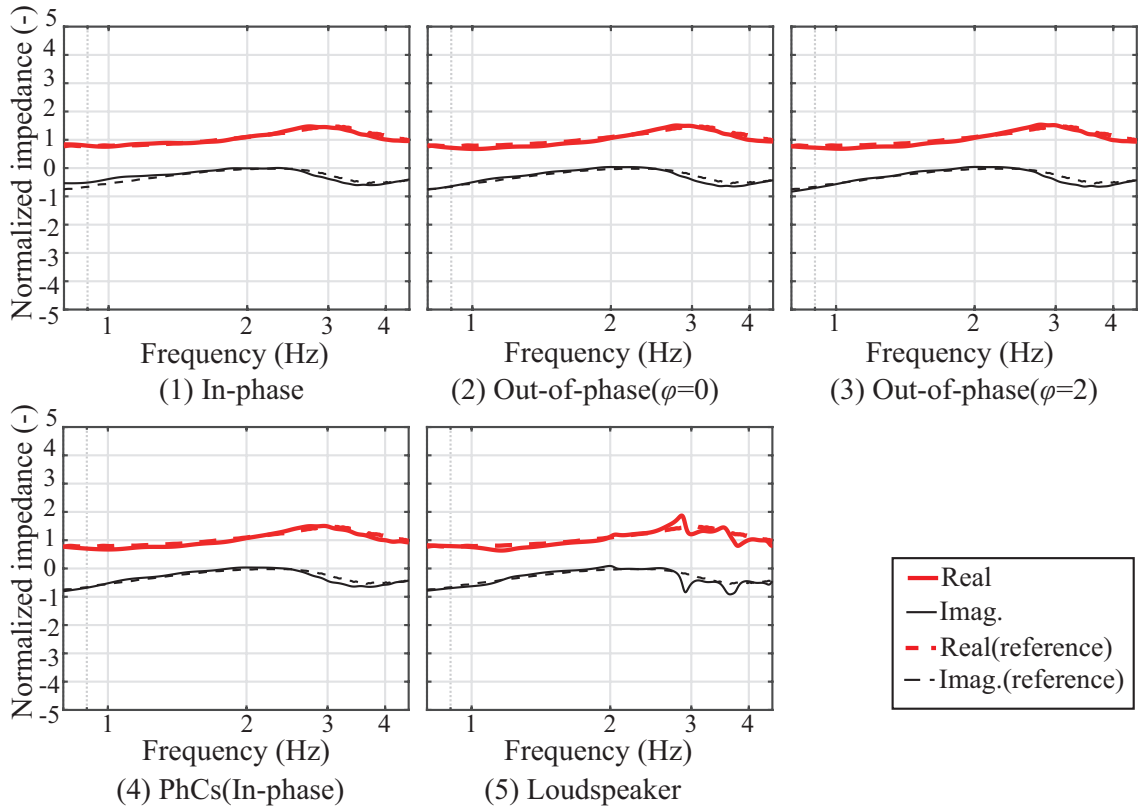 Normalized impedance (-)
5
4
3
2
1
0
-1
-2
-3
-4
-5
1 2 3 4
1 2 3 4
1 2 3 4
Frequency (Hz)
Frequency (Hz)
Frequency (Hz)
(1) In-phase
(2) Out-of-phase(φ=0)
(3) Out-of-phase(φ=2)
Normalized impedance (-)
5
4
3
2
1
0
-1
-2
-3
-4
-5
1 2 3 4
1 2 3 4
Frequency (Hz)
Frequency (Hz)
(4) PhCs(In-phase)
(5) Loudspeaker
Real
Imag.
Real(reference)
Imag.(reference)